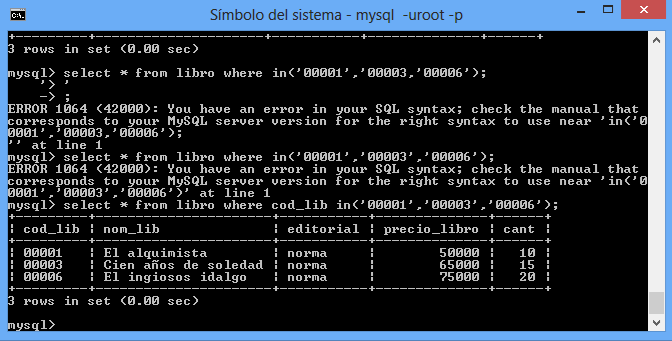 Símbolo del sistema - mysql -uroot -p
+---------+--------------------+-----------+--------------+------+
3 rows in set (0.00 sec)
mysql> select * from libro where in('00001','00003,'00006');
'> '
-> ;
ERROR 1064 (42000): You have an error in your SQL syntax; check the manual that
corresponds to your MySQL server version for the right syntax to use near 'in('0
0001','00003,'00006');
'' at line 1
mysql> select * from libro where in('00001','00003','00006');
ERROR 1064 (42000): You have an error in your SQL syntax; check the manual that
corresponds to your MySQL server version for the right syntax to use near 'in('0
0001','00003','00006')' at line 1
mysql> select * from libro where cod_lib in('00001','00003','00006');
+---------+--------------------+-----------+--------------+------+
| cod_lib | nom_lib | editorial | precio_libro | cant |
+---------+--------------------+-----------+--------------+------+
| 00001 | El alquimista | norma | 50000 | 10 |
| 00003 | Cien años de soledad | norma | 65000 | 15 |
| 00006 | El ingiosos idalgo | norma | 75000 | 20 |
+---------+--------------------+-----------+--------------+------+
3 rows in set (0.00 sec)
mysql>